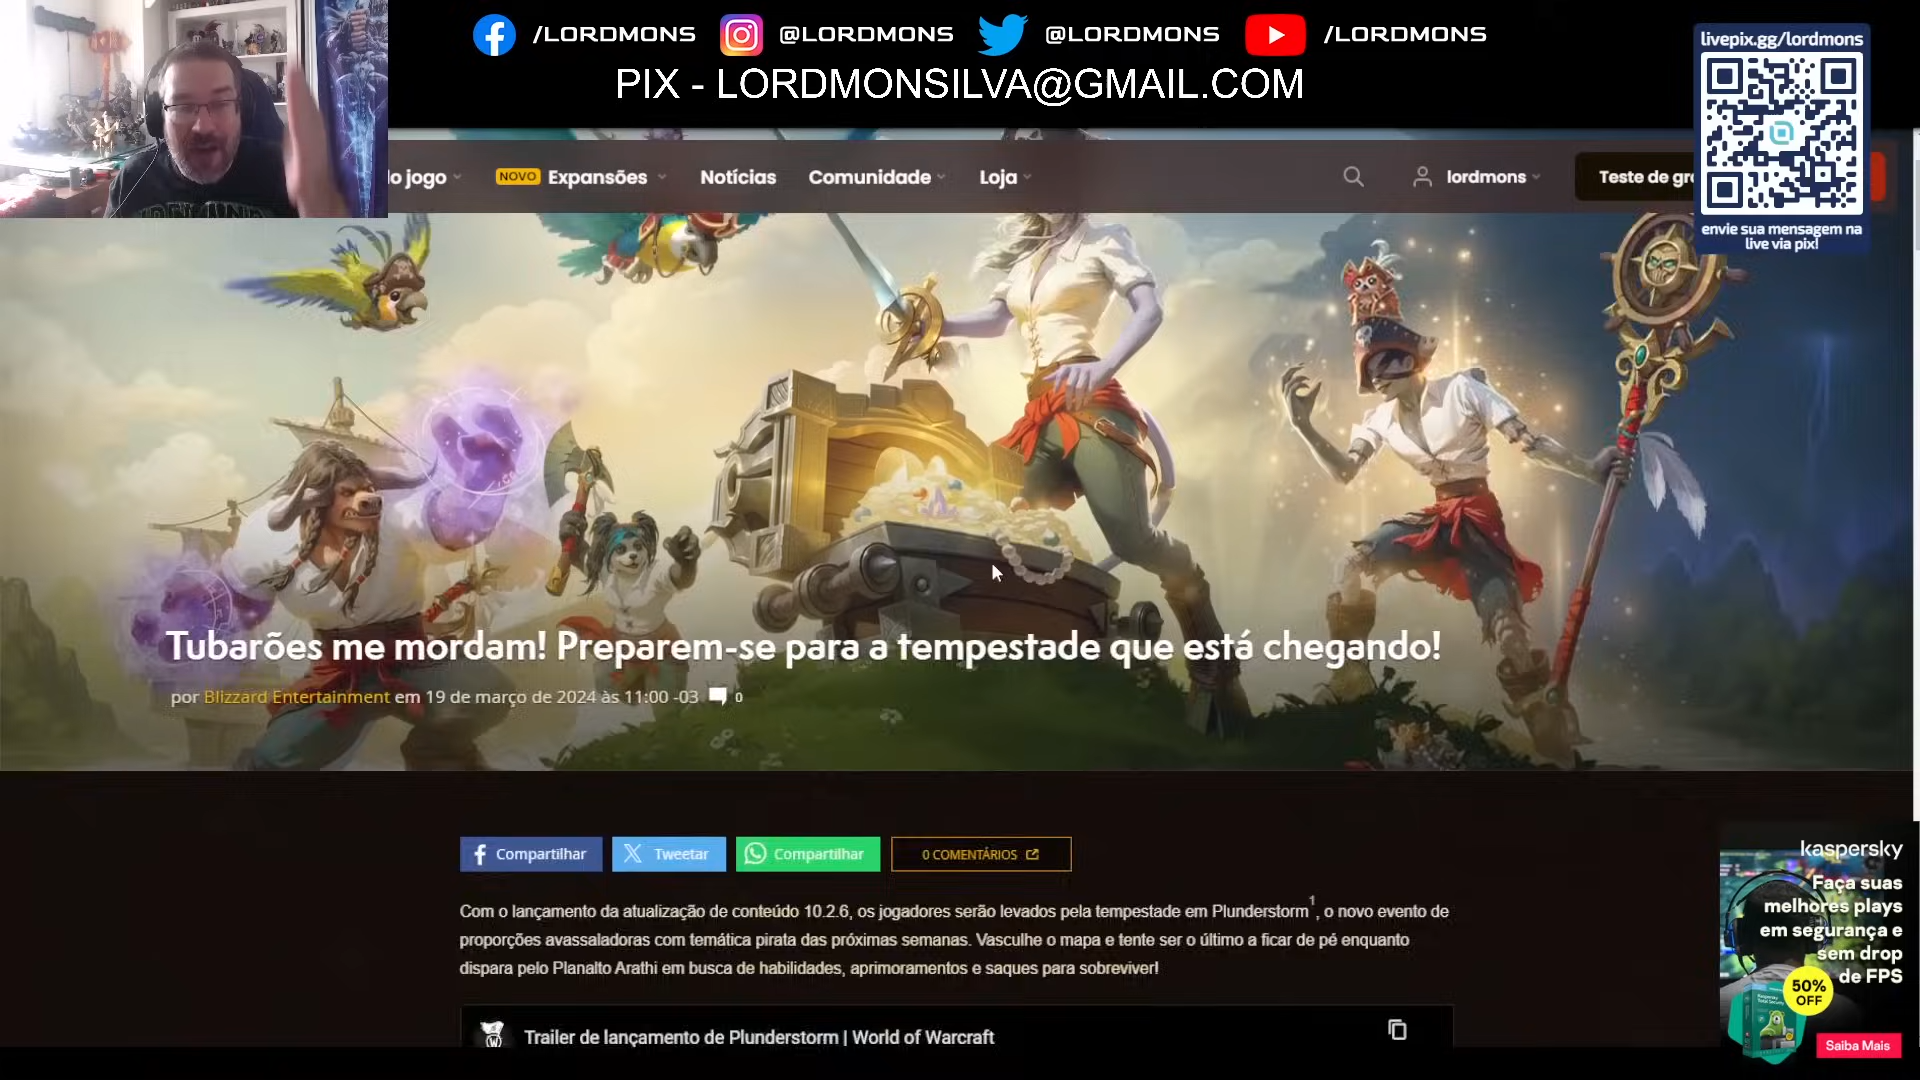 /LORDMONS @LORDMONS @LORDMONS /LORDMONS
PIX - LORDMONSILVA@GMAIL.COM
livepix.gg/lordmons
envie sua mensagem na
live via pix!
jogo NOVO Expansões Notícias Comunidade Loja lordmons Teste de
Tubarões me mordam! Preparem-se para a tempestade que está chegando!
por Blizzard Entertainment em 19 de março de 2024 às 11:00 -03 0
Compartilhar Tweetar Compartilhar 0 COMENTÁRIOS
Com o lançamento da atualização de conteúdo 10.2.6, os jogadores serão levados pela tempestade em Plunderstorm¹, o novo evento de
proporções avassaladoras com temática pirata das próximas semanas. Vasculhe o mapa e tente ser o último a ficar de pé enquanto
dispara pelo Planalto Arathi em busca de habilidades, aprimoramentos e saques para sobreviver!
Trailer de lançamento de Plunderstorm | World of Warcraft
kaspersky
Faça suas
melhores plays
em segurança e
sem drop
de FPS
50%
OFF
Saiba Mais